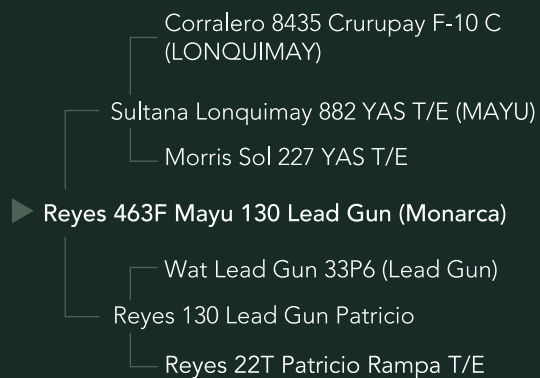 Corralero 8435 Crurupay F-10 C
(LONQUIMAY)
Sultana Lonquimay 882 YAS T/E (MAYU)
Morris Sol 227 YAS T/E
Reyes 463F Mayu 130 Lead Gun (Monarca)
Wat Lead Gun 33P6 (Lead Gun)
Reyes 130 Lead Gun Patricio
Reyes 22T Patricio Rampa T/E